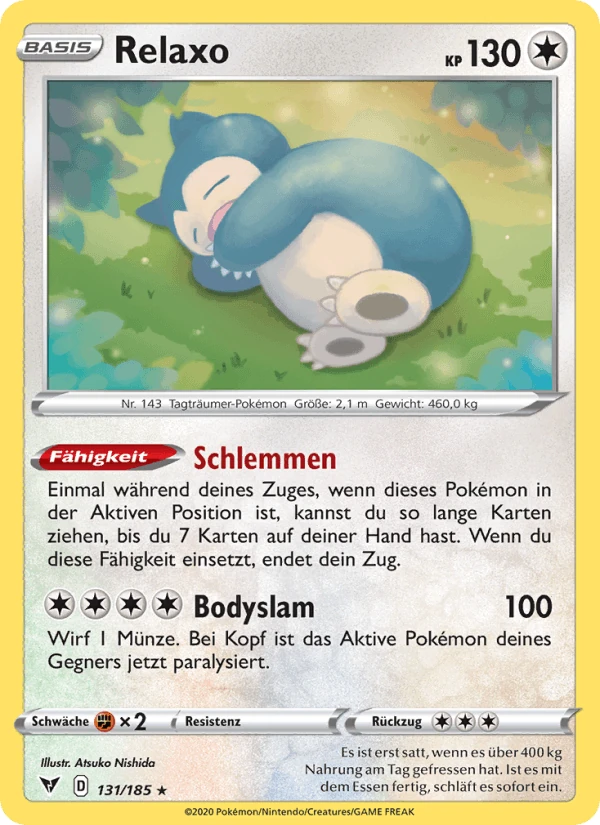 BASIS Relaxo KP 130
Nr. 143 Tagträumer-Pokémon Größe: 2,1 m Gewicht: 460,0 kg
Fähigkeit Schlemmen
Einmal während deines Zuges, wenn dieses Pokémon in
der Aktiven Position ist, kannst du so lange Karten
ziehen, bis du 7 Karten auf deiner Hand hast. Wenn du
diese Fähigkeit einsetzt, endet dein Zug.
Bodyslam 100
Wirf 1 Münze. Bei Kopf ist das Aktive Pokémon deines
Gegners jetzt paralysiert.
Schwäche ×2 Resistenz Rückzug
Illustr. Atsuko Nishida
D 131/185 ★
Es ist erst satt, wenn es über 400 kg
Nahrung am Tag gefressen hat. Ist es mit
dem Essen fertig, schläft es sofort ein.
©2020 Pokémon/Nintendo/Creatures/GAME FREAK